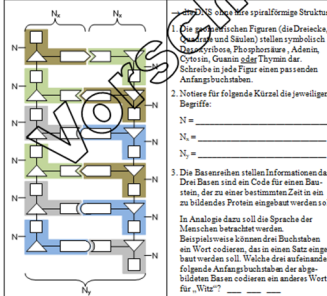 Nx Nx
→ die DNS ohne ihre spiralförmige Struktur
1. Die geometrischen Figuren (die Dreiecke,
Quadrate und Säulen) stellen symbolisch
Desoxyribose, Phosphorsäure, Adenin,
Cytosin, Guanin oder Thymin dar.
Schreibe in jede Figur einen passenden
Anfangsbuchstaben.
2. Notiere für folgende Kürzel die jeweiligen
Begriffe:
N =
Nx =
Ny =
3. Die Basenreihen stellen Informationen da
Drei Basen sind ein Code für einen Bau-
stein, der zu einer bestimmten Zeit in ein
zu bildendes Protein eingebaut werden so
In Analogie dazu soll die Sprache der
Menschen betrachtet werden.
Beispielsweise können drei Buchstaben
ein Wort codieren, das in einen Satz einge
baut werden soll. Welche drei aufeinande
folgende Anfangsbuchstaben der abge-
bildeten Basen codieren ein anderes Wort
für „Witz“?
N
N
N
N
N
N
N
N
N
N
Ny